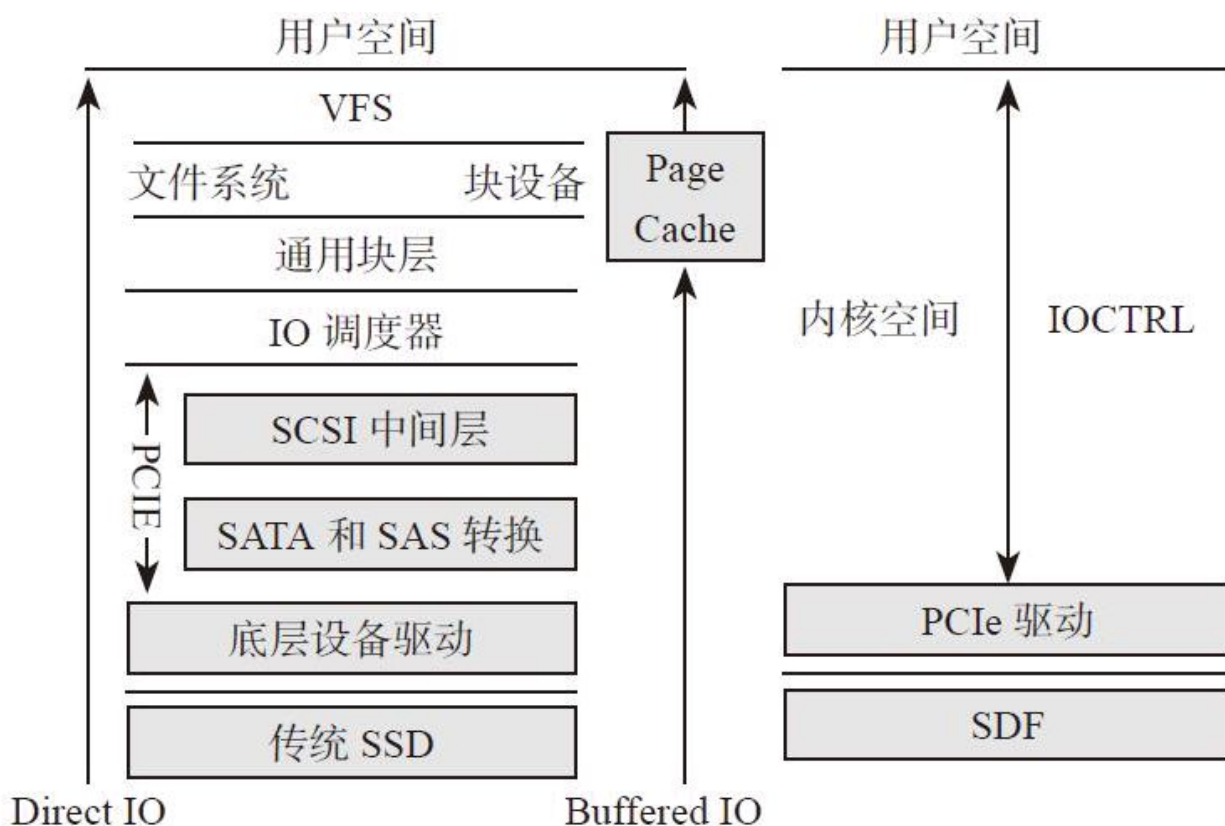 用户空间
VFS
文件系统 块设备
通用块层
IO 调度器
PCIE
SCSI 中间层
SATA 和 SAS 转换
底层设备驱动
传统 SSD
Direct IO
Page
Cache
Buffered IO
用户空间
内核空间 IOCTRL
PCIe 驱动
SDF